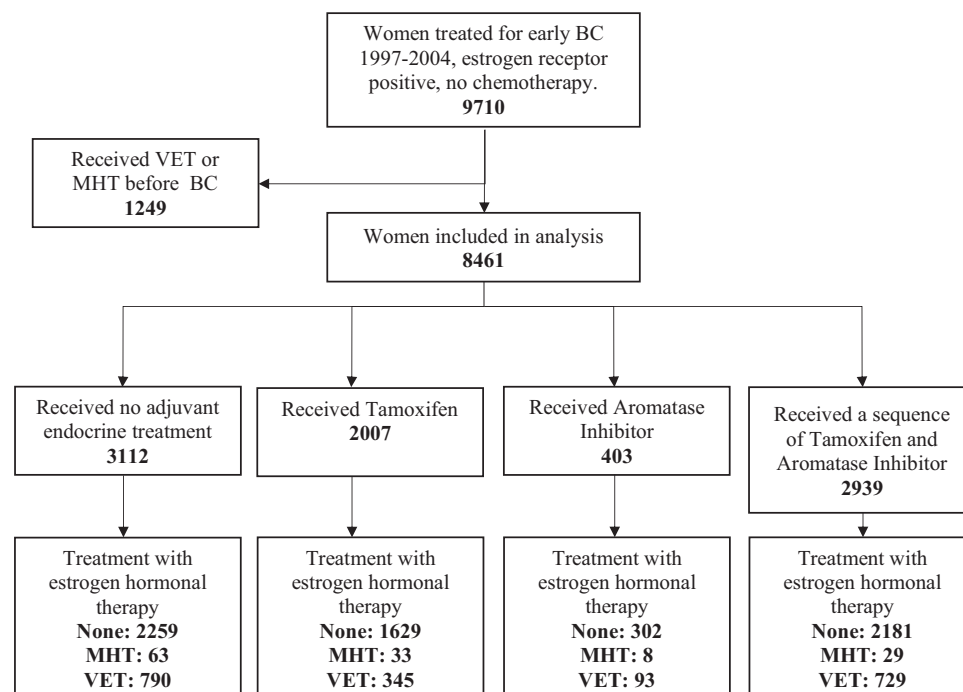 Women treated for early BC
1997-2004, estrogen receptor
positive, no chemotherapy.
9710
Received VET or
MHT before BC
1249
Women included in analysis
8461
Received no adjuvant
endocrine treatment
3112
Received Tamoxifen
2007
Received Aromatase
Inhibitor
403
Received a sequence
of Tamoxifen and
Aromatase Inhibitor
2939
Treatment with
estrogen hormonal
therapy
None: 2259
MHT: 63
VET: 790
Treatment with
estrogen hormonal
therapy
None: 1629
MHT: 33
VET: 345
Treatment with
estrogen hormonal
therapy
None: 302
MHT: 8
VET: 93
Treatment with
estrogen hormonal
therapy
None: 2181
MHT: 29
VET: 729